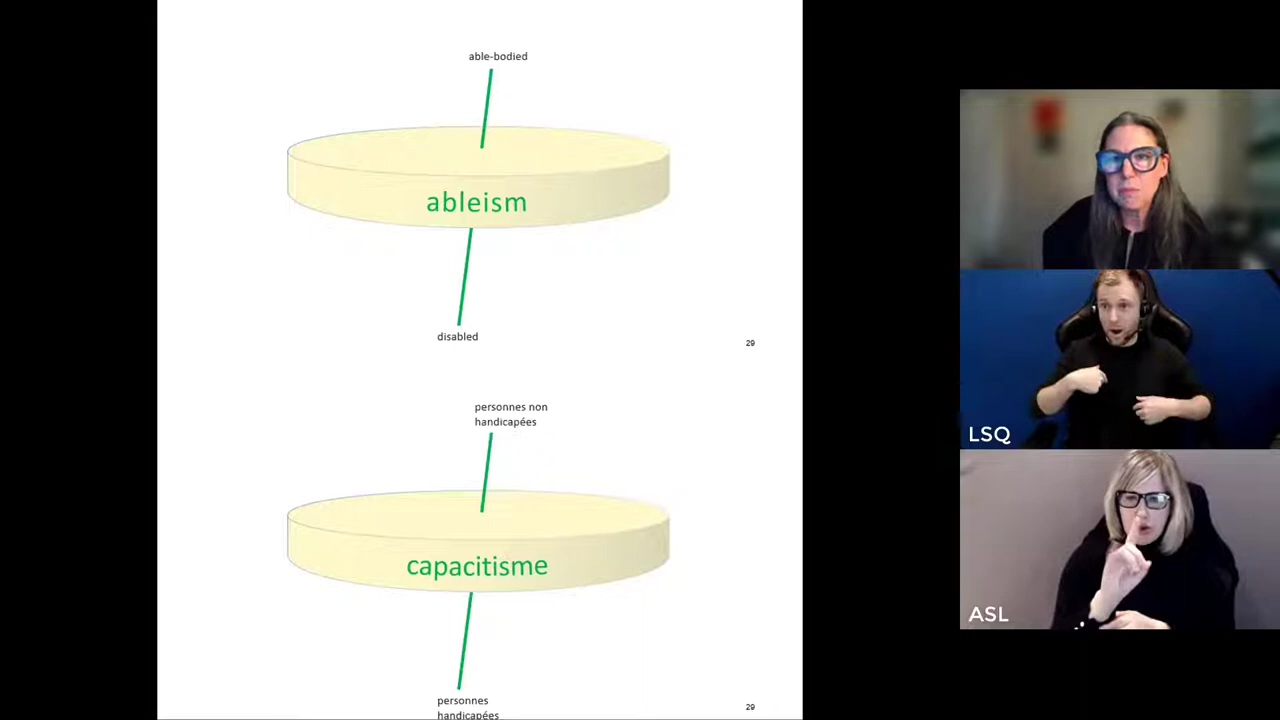 able-bodied
ableism
disabled
29
personnes non
handicapées
capacitisme
personnes
handicapées
29
LSQ
ASL